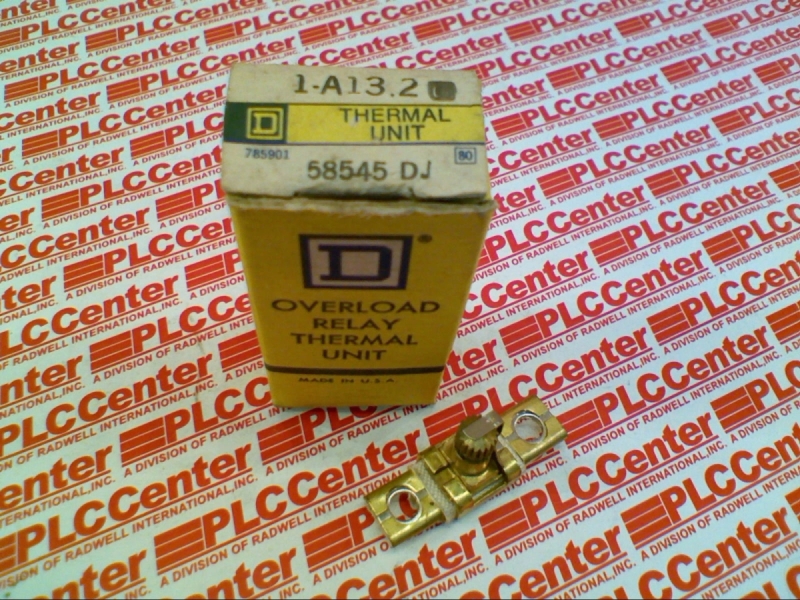 1-A13.2
D
THERMAL
UNIT
785901
80
58545 DJ
D
®
OVERLOAD
RELAY
THERMAL
UNIT
MADE IN U.S.A.
PLCCenter
A DIVISION OF RADWELL INTERNATIONAL, INC.